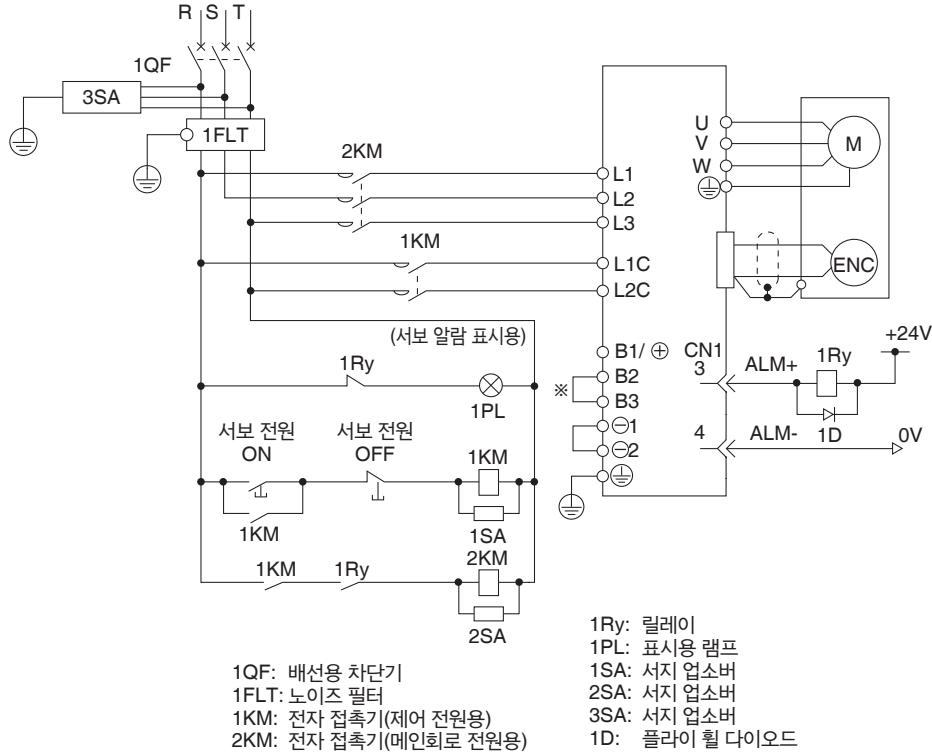 R S T
1QF
3SA
1FLT
2KM
L1
L2
L3
1KM
L1C
L2C
U
V
W
M
ENC
(서보 알람 표시용)
1Ry
1PL
B1/ ⊕
※
B2
B3
⊖1
⊖2
CN1
3
ALM+
1Ry
+24V
1D
4
ALM-
0V
서보 전원
ON
서보 전원
OFF
1KM
1KM
1SA
1KM
1Ry
2KM
2SA
1QF: 배선용 차단기
1FLT: 노이즈 필터
1KM: 전자 접촉기(제어 전원용)
2KM: 전자 접촉기(메인회로 전원용)
1Ry: 릴레이
1PL: 표시용 램프
1SA: 서지 업소버
2SA: 서지 업소버
3SA: 서지 업소버
1D: 플라이 휠 다이오드